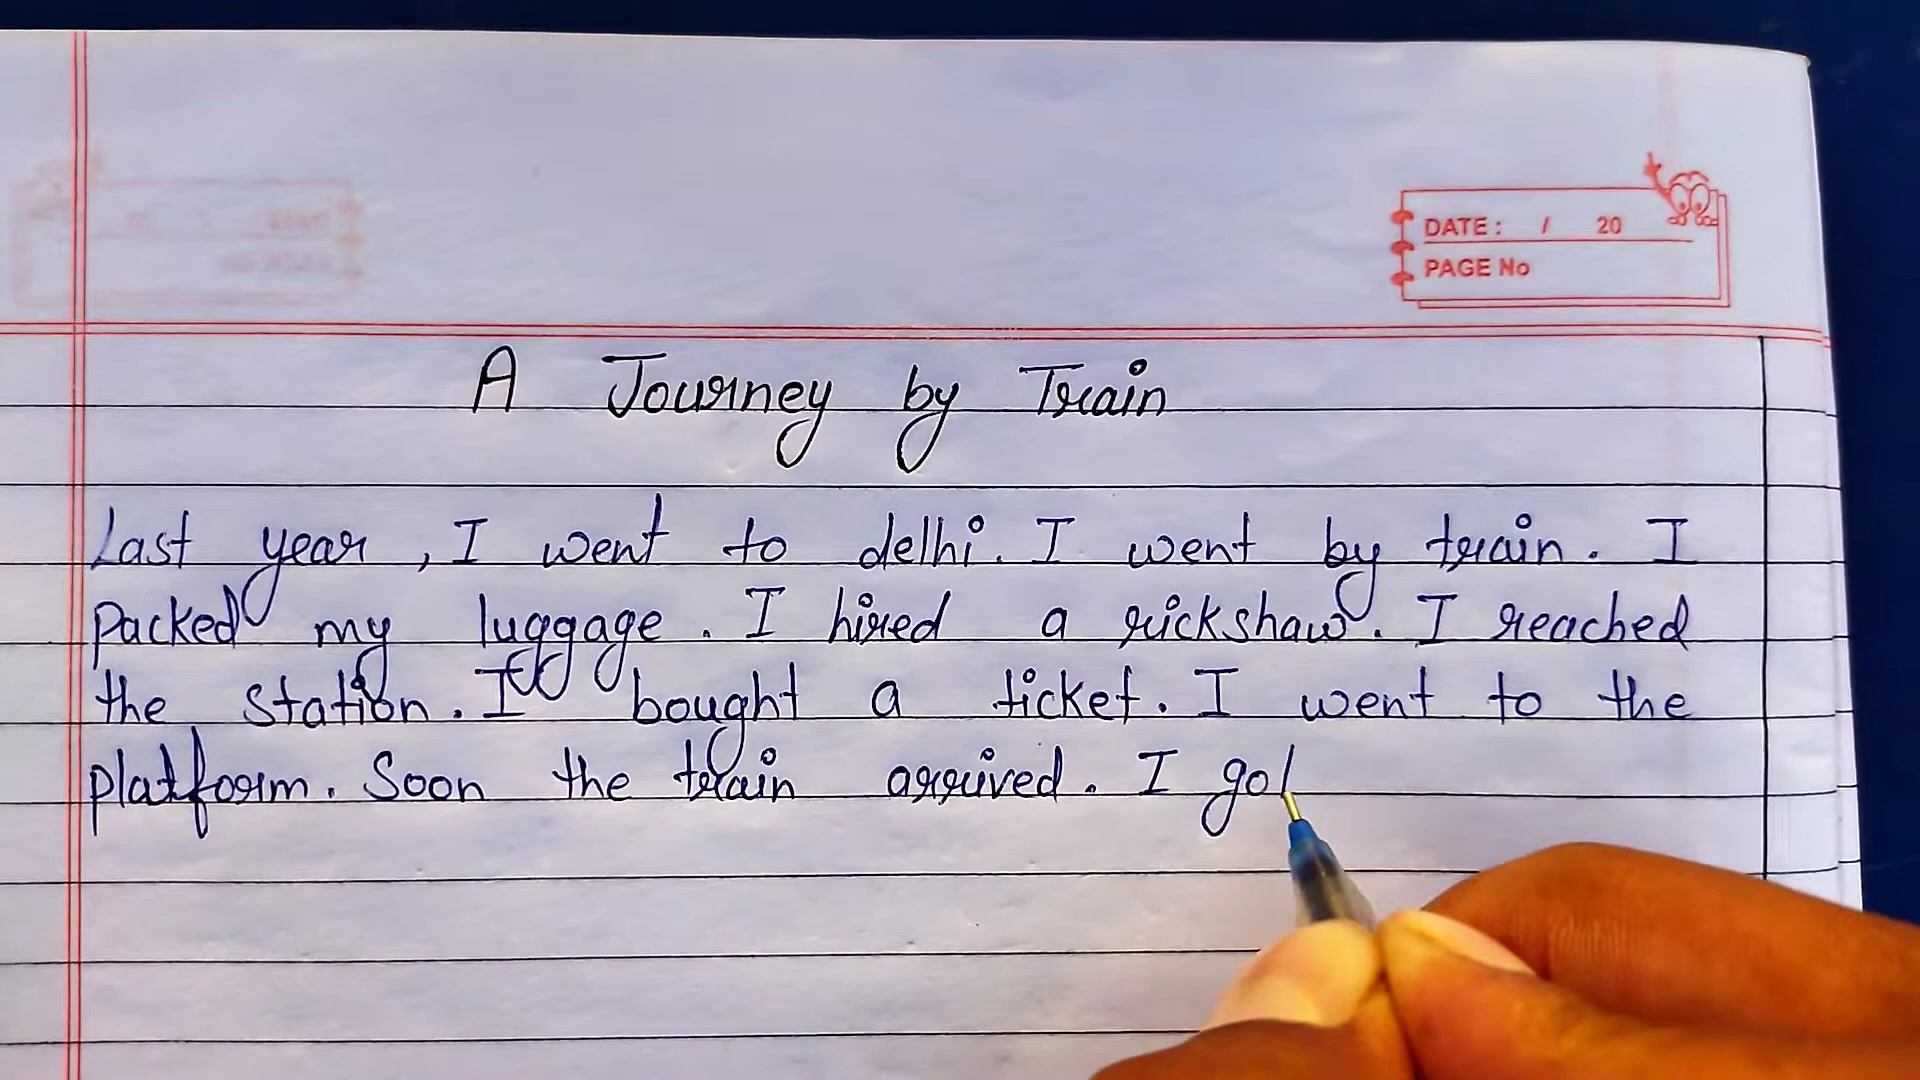 DATE: / 20
PAGE No
A Journey by Train
Last year, I went to delhi. I went by train. I
packed my luggage. I hired a rickshaw. I reached
the station. I bought a ticket. I went to the
platform. Soon the train arrived. I go